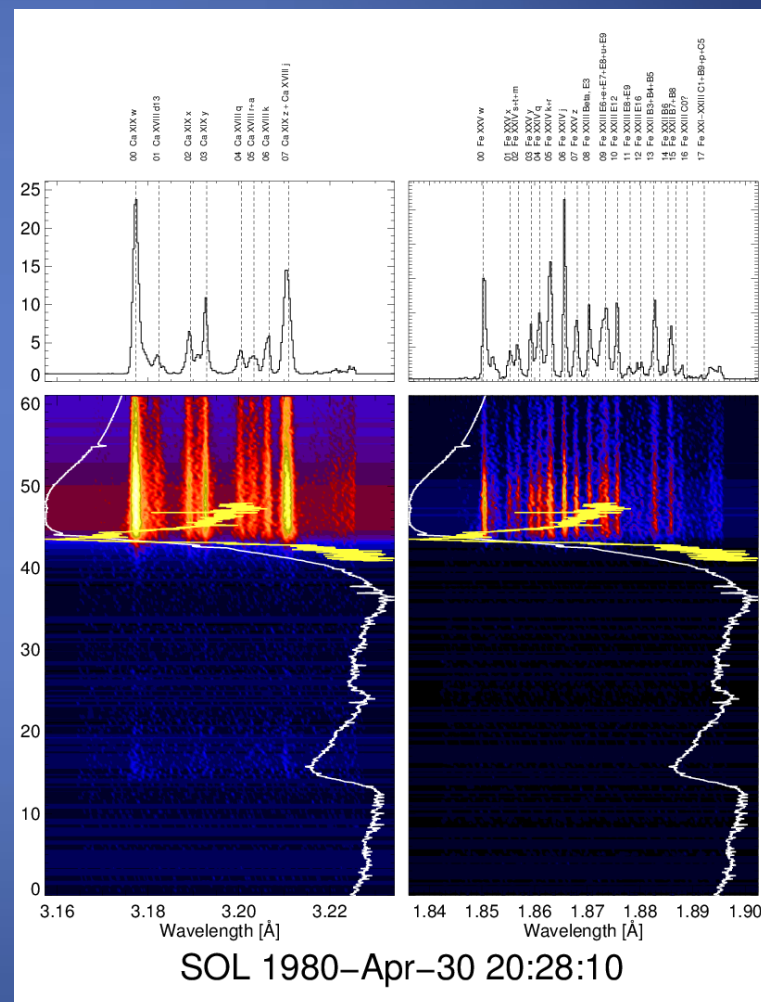 00 Ca XIX w
01 Ca XVIII d13
02 Ca XIX x
03 Ca XIX y
04 Ca XVIII q
05 Ca XVIII r+a
06 Ca XVIII k
07 Ca XIX z + Ca XVIII j
00 Fe XXV w
01 Fe XXV x
02 Fe XXIV s+t+m
03 Fe XXV y
04 Fe XXIV q
05 Fe XXIV k+r
06 Fe XXIV j
07 Fe XXV z
08 Fe XXIII Beta, E3
09 Fe XXIII E6+e+E7+E8+u+E9
10 Fe XXIII E12
11 Fe XXIII E8+E9
12 Fe XXIII E16
13 Fe XXII B3+B4+B5
14 Fe XXII B6
15 Fe XXII B7+B8
16 Fe XXIII C0?
17 Fe XXI−XXIII C1+B9+p+C5
25
20
15
10
5
0
60
50
40
30
20
10
0
3.16 3.18 3.20 3.22
Wavelength [Å]
1.84 1.85 1.86 1.87 1.88 1.89 1.90
Wavelength [Å]
SOL 1980−Apr−30 20:28:10